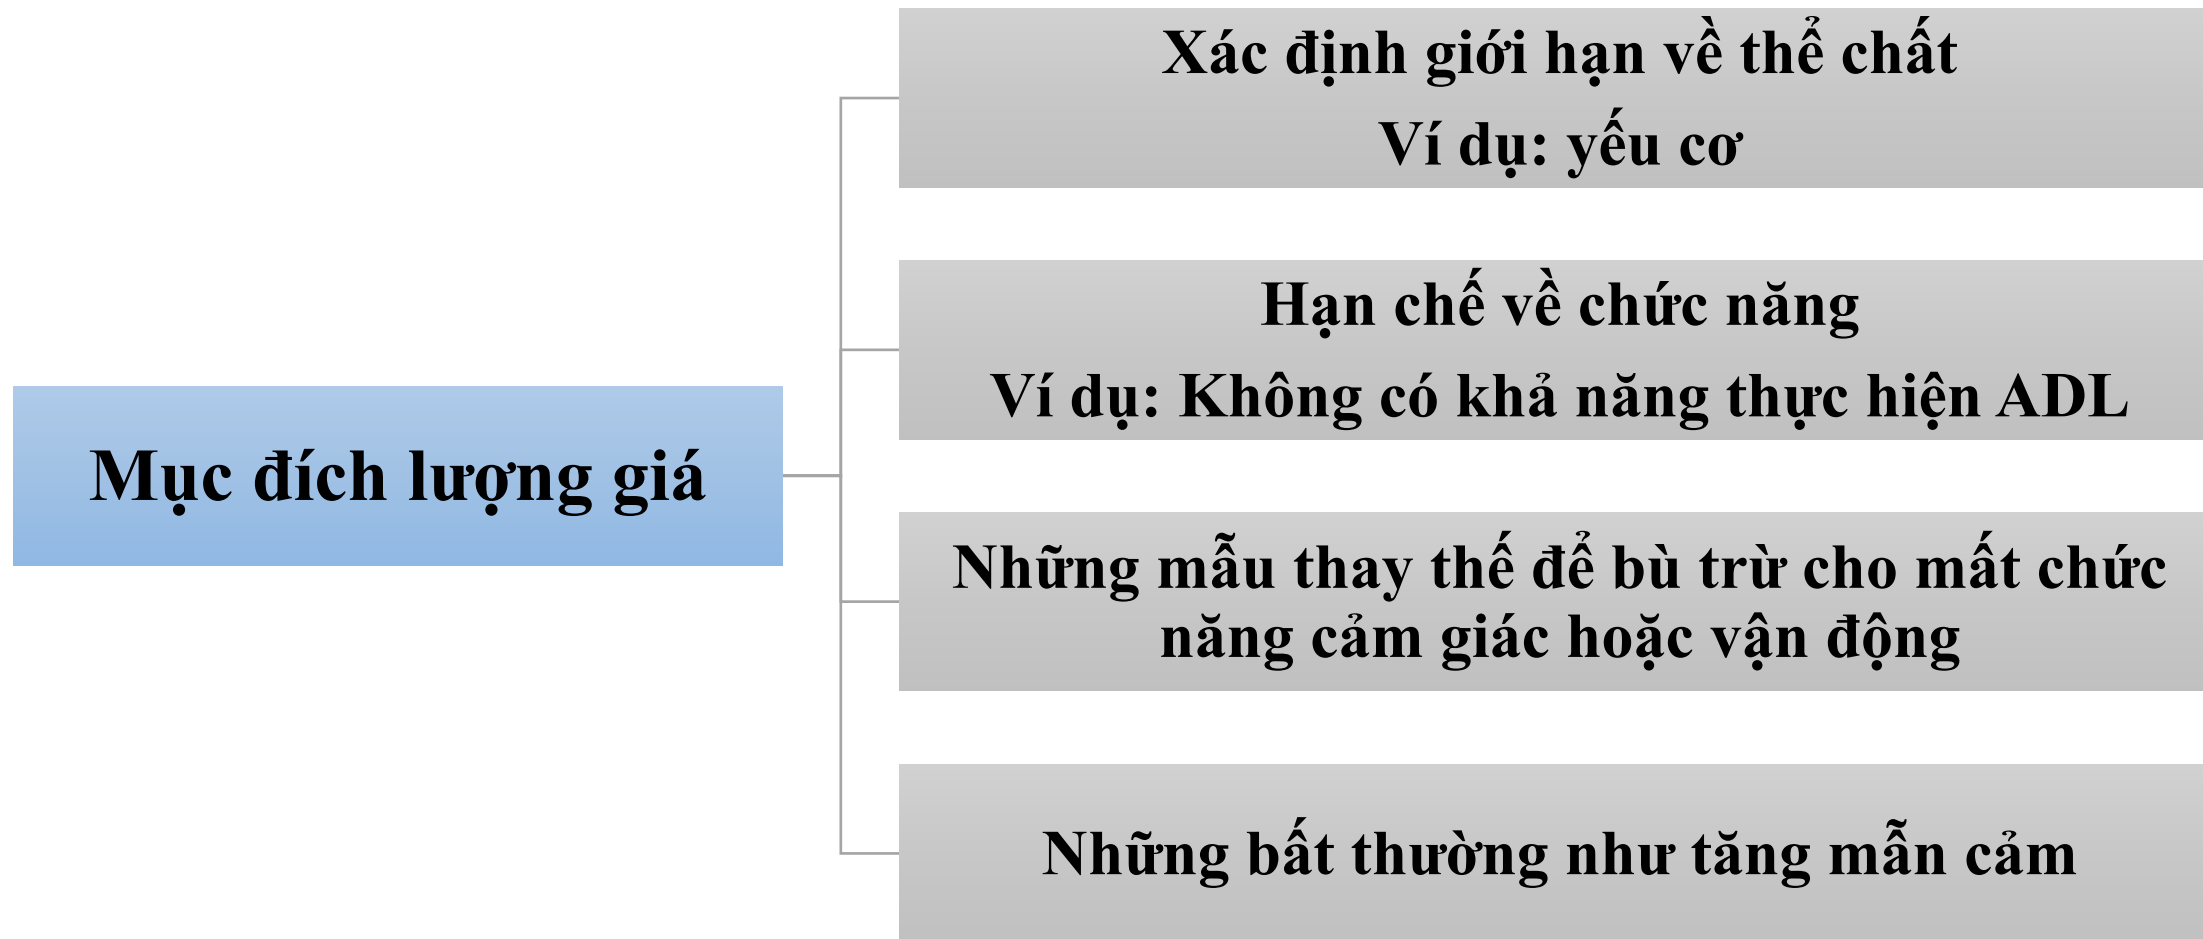 Mục đích lượng giá
Xác định giới hạn về thể chất
Ví dụ: yếu cơ
Hạn chế về chức năng
Ví dụ: Không có khả năng thực hiện ADL
Những mẫu thay thế để bù trừ cho mất chức
năng cảm giác hoặc vận động
Những bất thường như tăng mẫn cảm